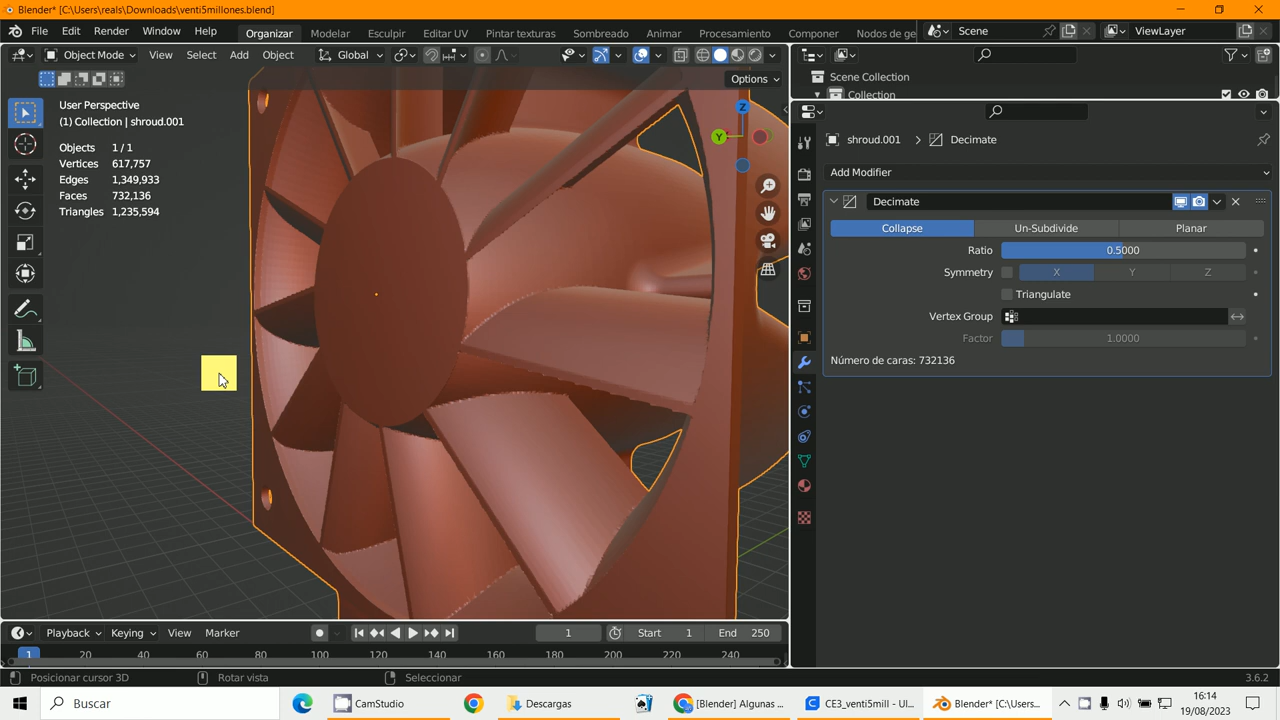 Blender* [C:\Users\reals\Downloads\venti5millones.blend]
File Edit Render Window Help Organizar Modelar Esculpir Editar UV Pintar texturas Sombreado Animar Procesamiento Componer Nodos de ge Scene ViewLayer
Object Mode View Select Add Object Global
Options
User Perspective
(1) Collection | shroud.001
Objects 1 / 1
Vertices 617,757
Edges 1,349,933
Faces 732,136
Triangles 1,235,594
Z
Y
Scene Collection
Collection
shroud.001 > Decimate
Add Modifier
Decimate
Collapse Un-Subdivide Planar
Ratio 0.5000
Symmetry X Y Z
Triangulate
Vertex Group
Factor 1.0000
Número de caras: 732136
Playback Keying View Marker 1 Start 1 End 250
1 20 40 60 80 100 120 140 160 180 200 220 240
Posicionar cursor 3D Rotar vista Seleccionar 3.6.2
Buscar CamStudio Descargas [Blender] Algunas ... CE3_venti5mill - Ul... Blender* [C:\Users...
16:14
19/08/2023